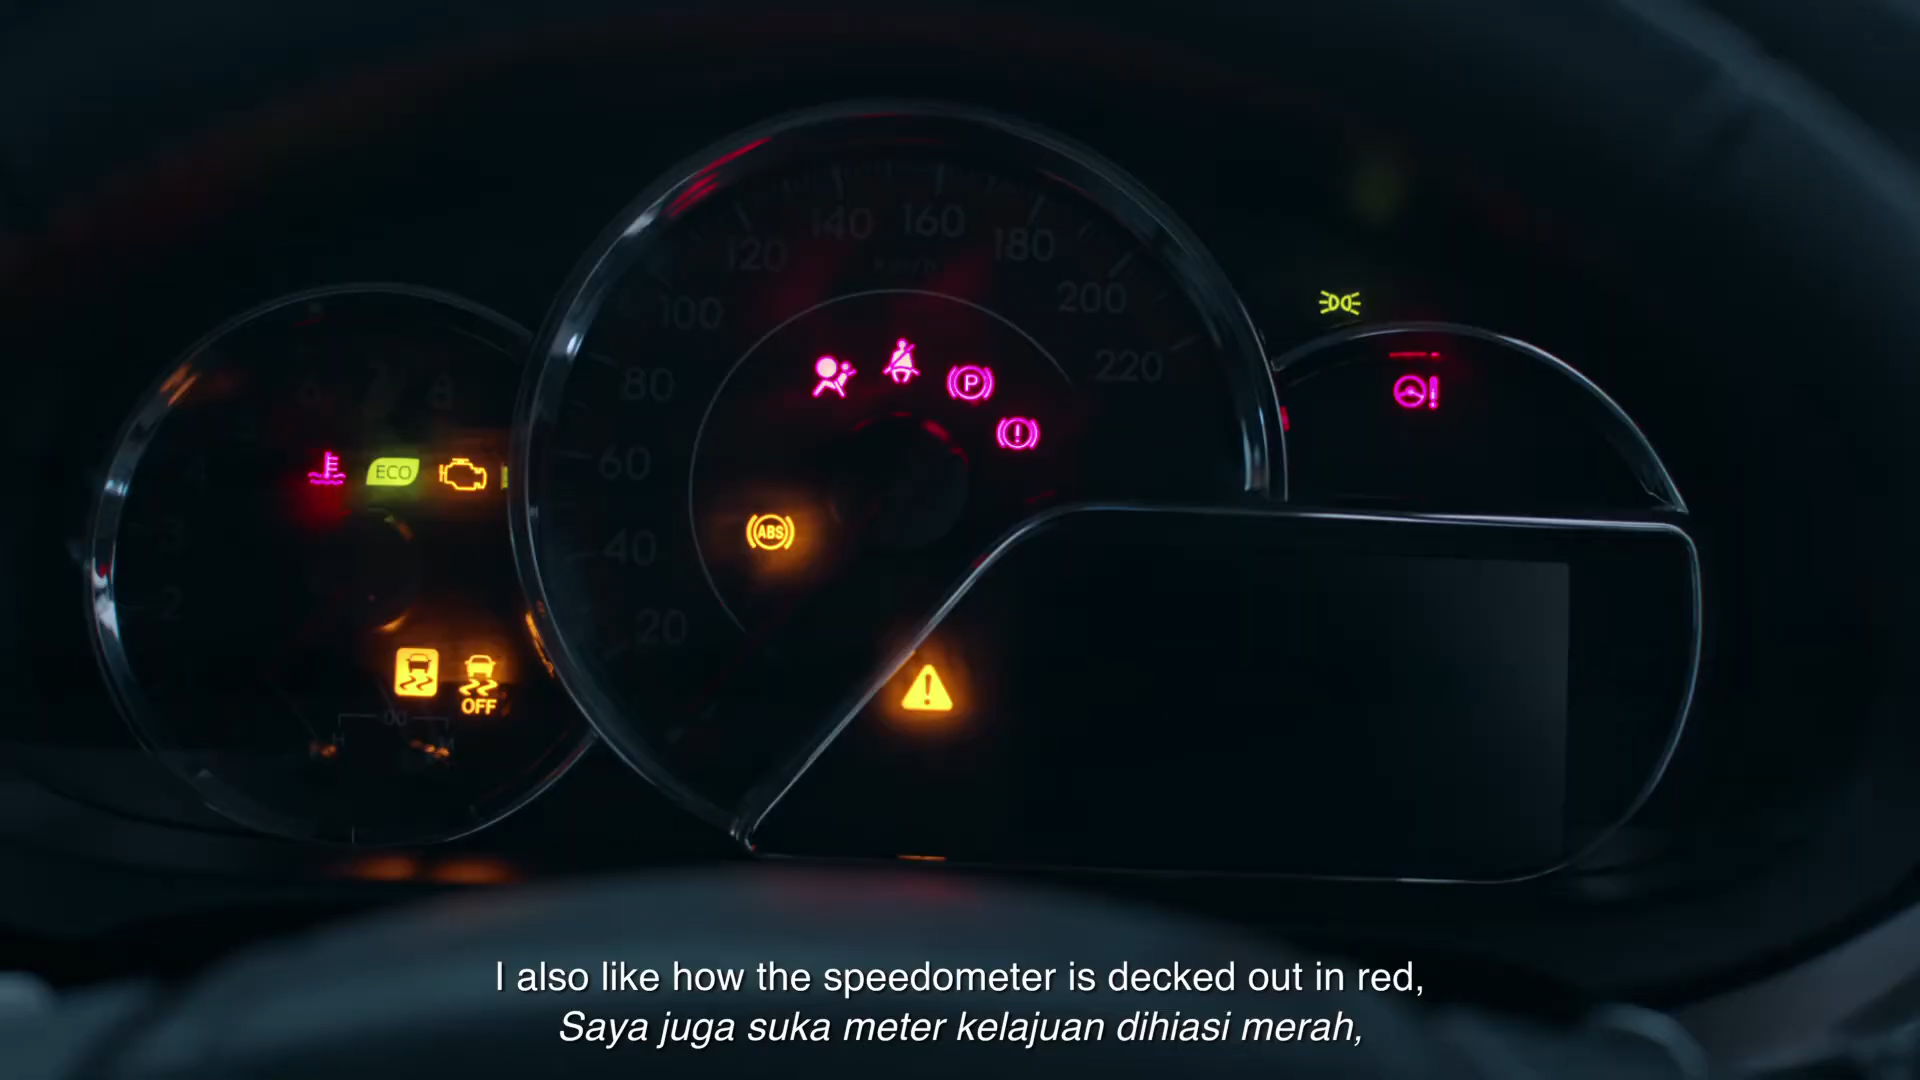 140 160
120 180
km/h
100 200
80 220
60
ECO
P
!
ABS
40
20
OFF
I also like how the speedometer is decked out in red,
Saya juga suka meter kelajuan dihiasi merah,